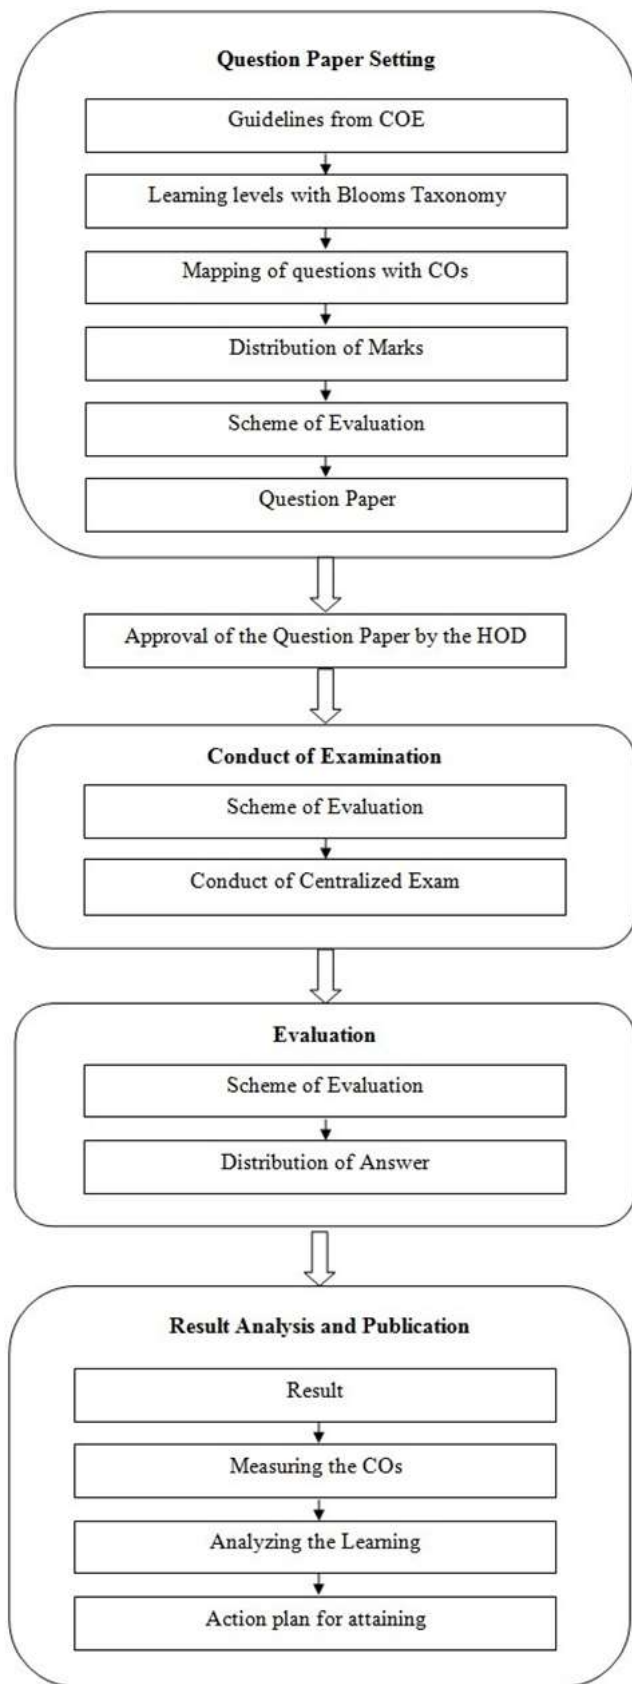 Question Paper Setting
Guidelines from COE
Learning levels with Blooms Taxonomy
Mapping of questions with COs
Distribution of Marks
Scheme of Evaluation
Question Paper
Approval of the Question Paper by the HOD
Conduct of Examination
Scheme of Evaluation
Conduct of Centralized Exam
Evaluation
Scheme of Evaluation
Distribution of Answer
Result Analysis and Publication
Result
Measuring the COs
Analyzing the Learning
Action plan for attaining